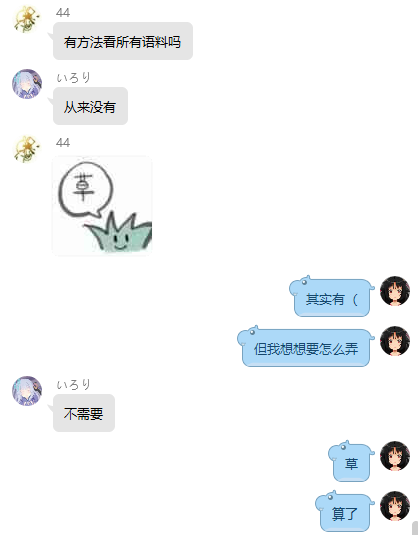 44
有方法看所有语料吗
いろり
从来没有
44
草
其实有（
但我想想要怎么弄
いろり
不需要
草
算了